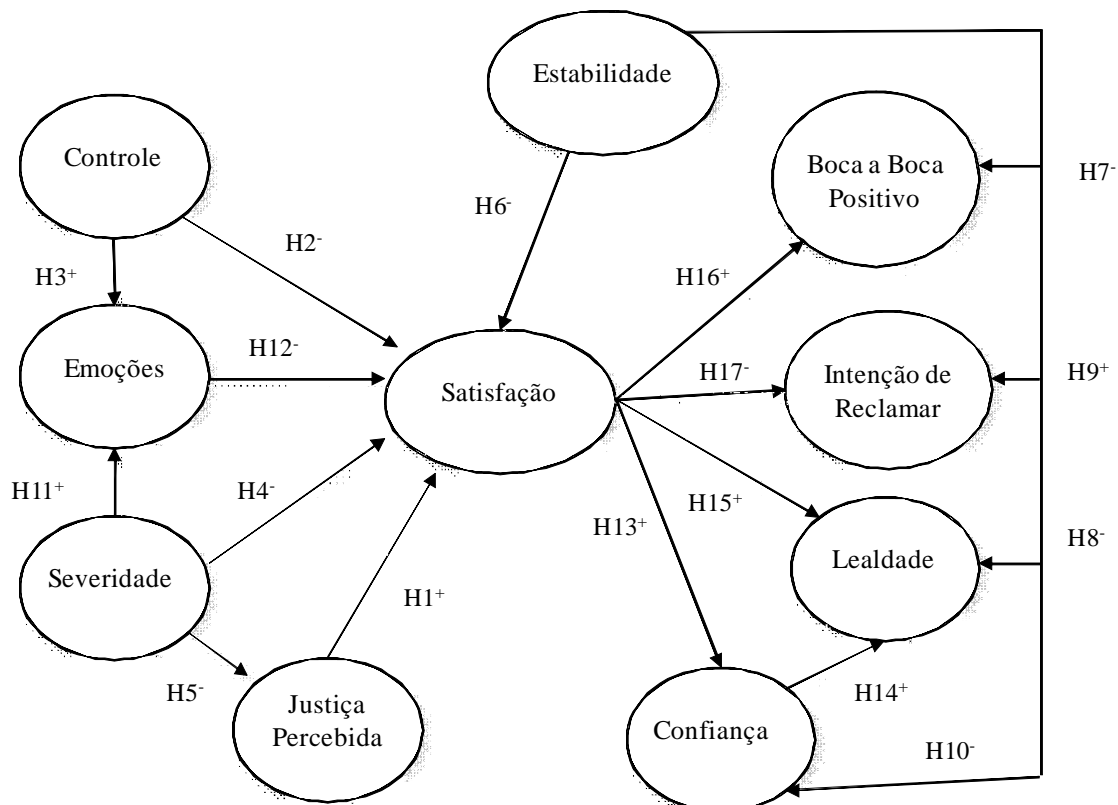 Estabilidade
Controle
Boca a Boca
Positivo
H7-
H6-
H2-
H3+
H16+
Emoções
H12-
Satisfação
H17-
Intenção de
Reclamar
H9+
H11+
H4-
H13+
H15+
Lealdade
H8-
Severidade
H1+
H5-
Justiça
Percebida
H14+
Confiança
H10-